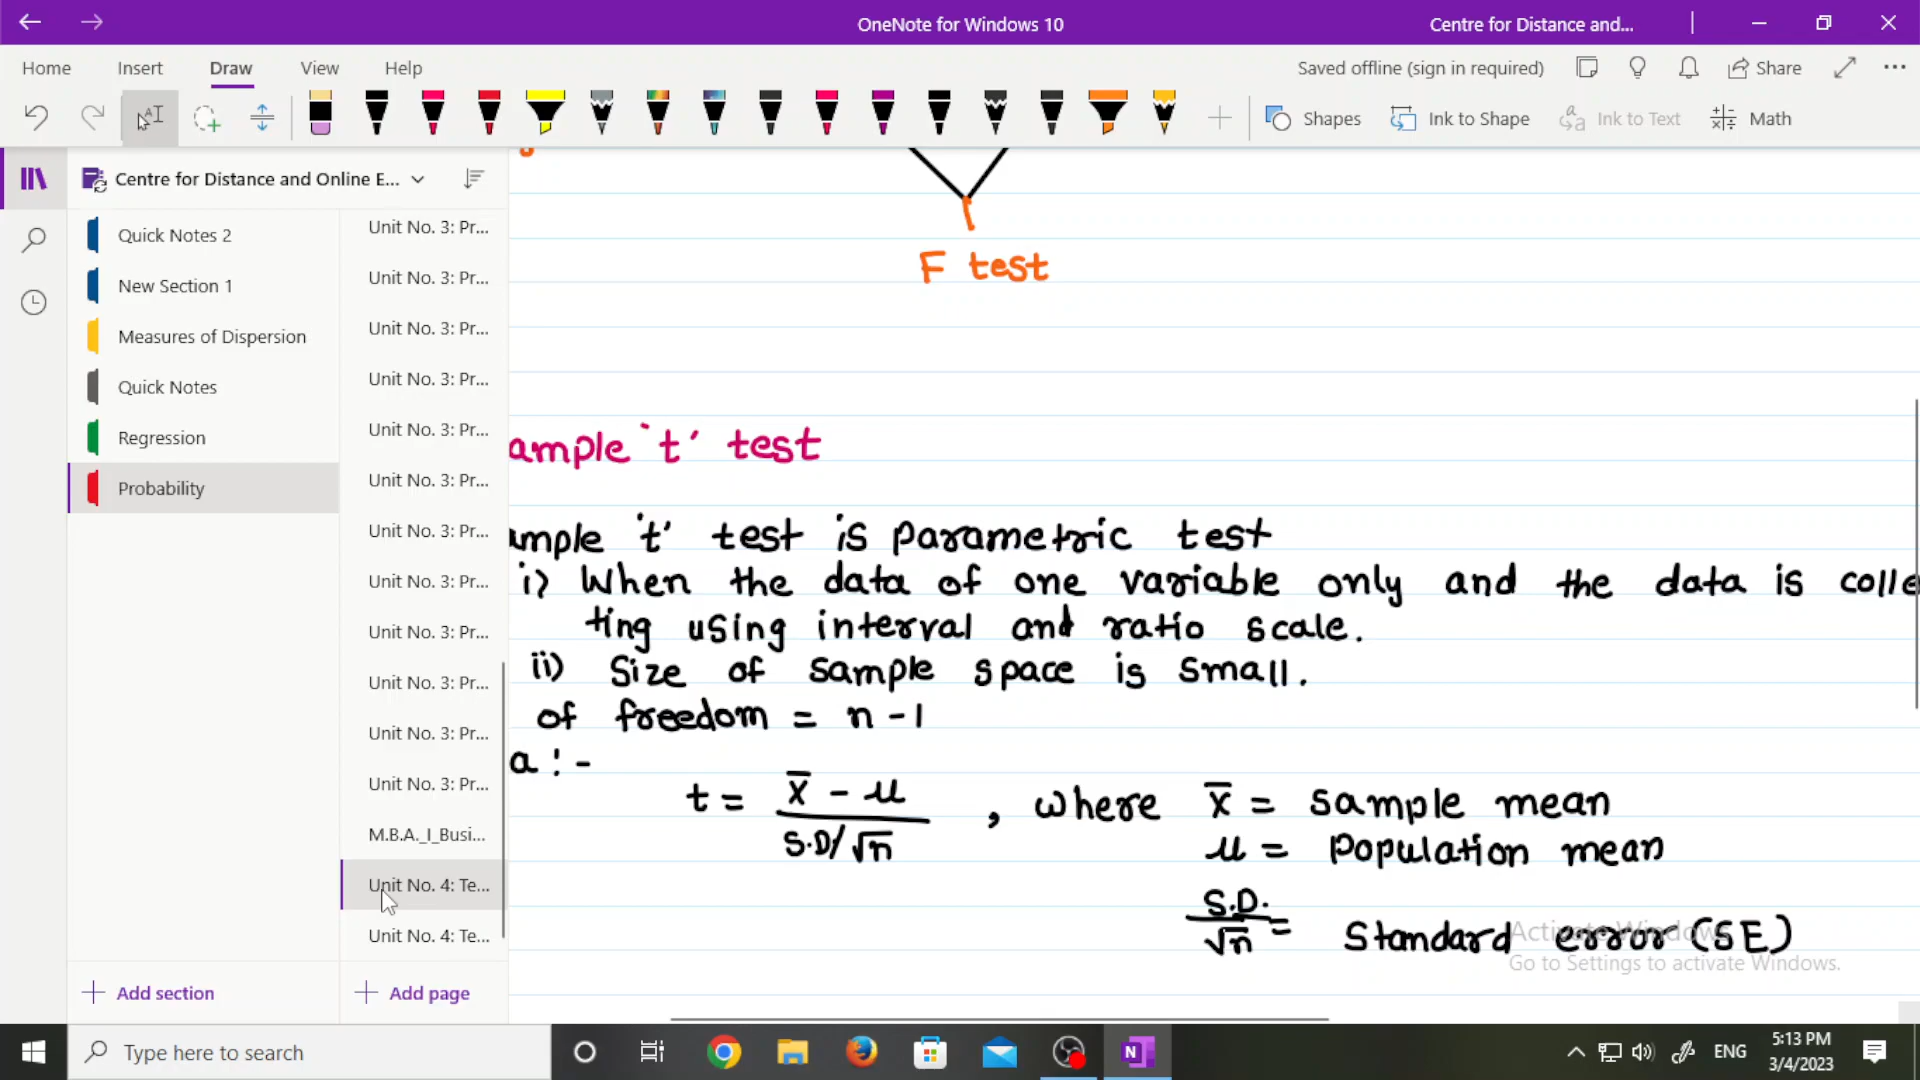 OneNote for Windows 10
Centre for Distance and...
Home
Insert
Draw
View
Help
Saved offline (sign in required)
Share
Shapes
Ink to Shape
Ink to Text
Math
Centre for Distance and Online E...
Quick Notes 2
New Section 1
Measures of Dispersion
Quick Notes
Regression
Probability
Add section
Unit No. 3: Pr...
Unit No. 3: Pr...
Unit No. 3: Pr...
Unit No. 3: Pr...
Unit No. 3: Pr...
Unit No. 3: Pr...
Unit No. 3: Pr...
Unit No. 3: Pr...
Unit No. 3: Pr...
Unit No. 3: Pr...
Unit No. 3: Pr...
Unit No. 3: Pr...
M.B.A._I_Busi...
Unit No. 4: Te...
Unit No. 4: Te...
Add page
F test
ample 't' test
ample 't' test is parametric test
i) When the data of one variable only and the data is colle
ting using interval and ratio scale.
ii) Size of sample space is small.
of freedom = n-1
a :-
t = x̄ - μ / S.D/√n , where x̄ = Sample mean
μ = Population mean
S.D. / √n = Standard error (SE)
Activate Windows
Go to Settings to activate Windows.
Type here to search
ENG
5:13 PM
3/4/2023